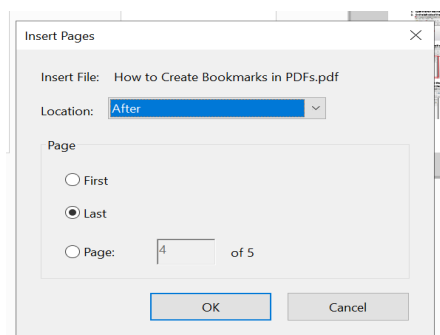 Insert Pages
Insert File: How to Create Bookmarks in PDFs.pdf
Location: After
Page
First
Last
Page: 4 of 5
OK Cancel